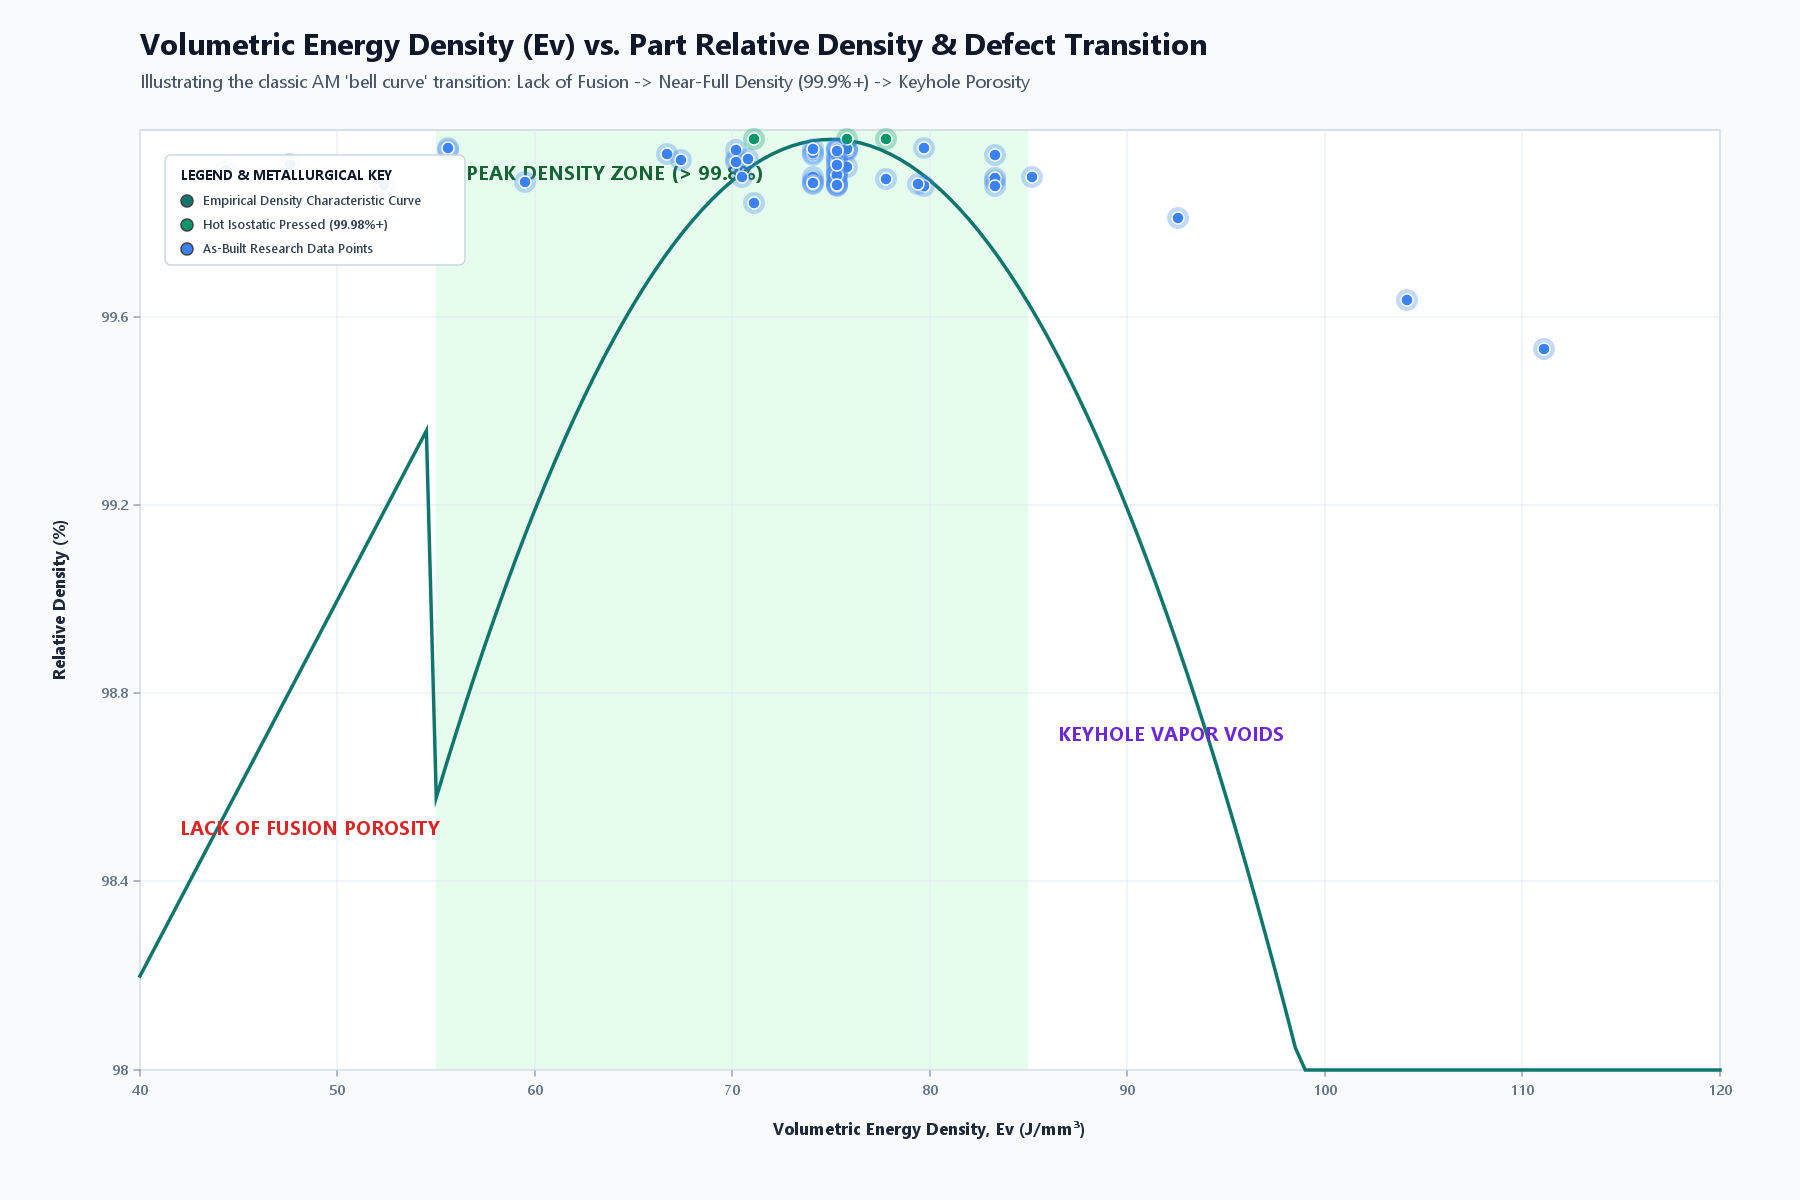 Volumetric Energy Density (Ev) vs. Part Relative Density & Defect Transition
Illustrating the classic AM 'bell curve' transition: Lack of Fusion -> Near-Full Density (99.9%+) -> Keyhole Porosity
LEGEND & METALLURGICAL KEY
Empirical Density Characteristic Curve
Hot Isostatic Pressed (99.98%+)
As-Built Research Data Points
PEAK DENSITY ZONE (> 99.8%)
KEYHOLE VAPOR VOIDS
LACK OF FUSION POROSITY
Relative Density (%)
99.6
99.2
98.8
98.4
98
40 50 60 70 80 90 100 110 120
Volumetric Energy Density, Ev (J/mm³)